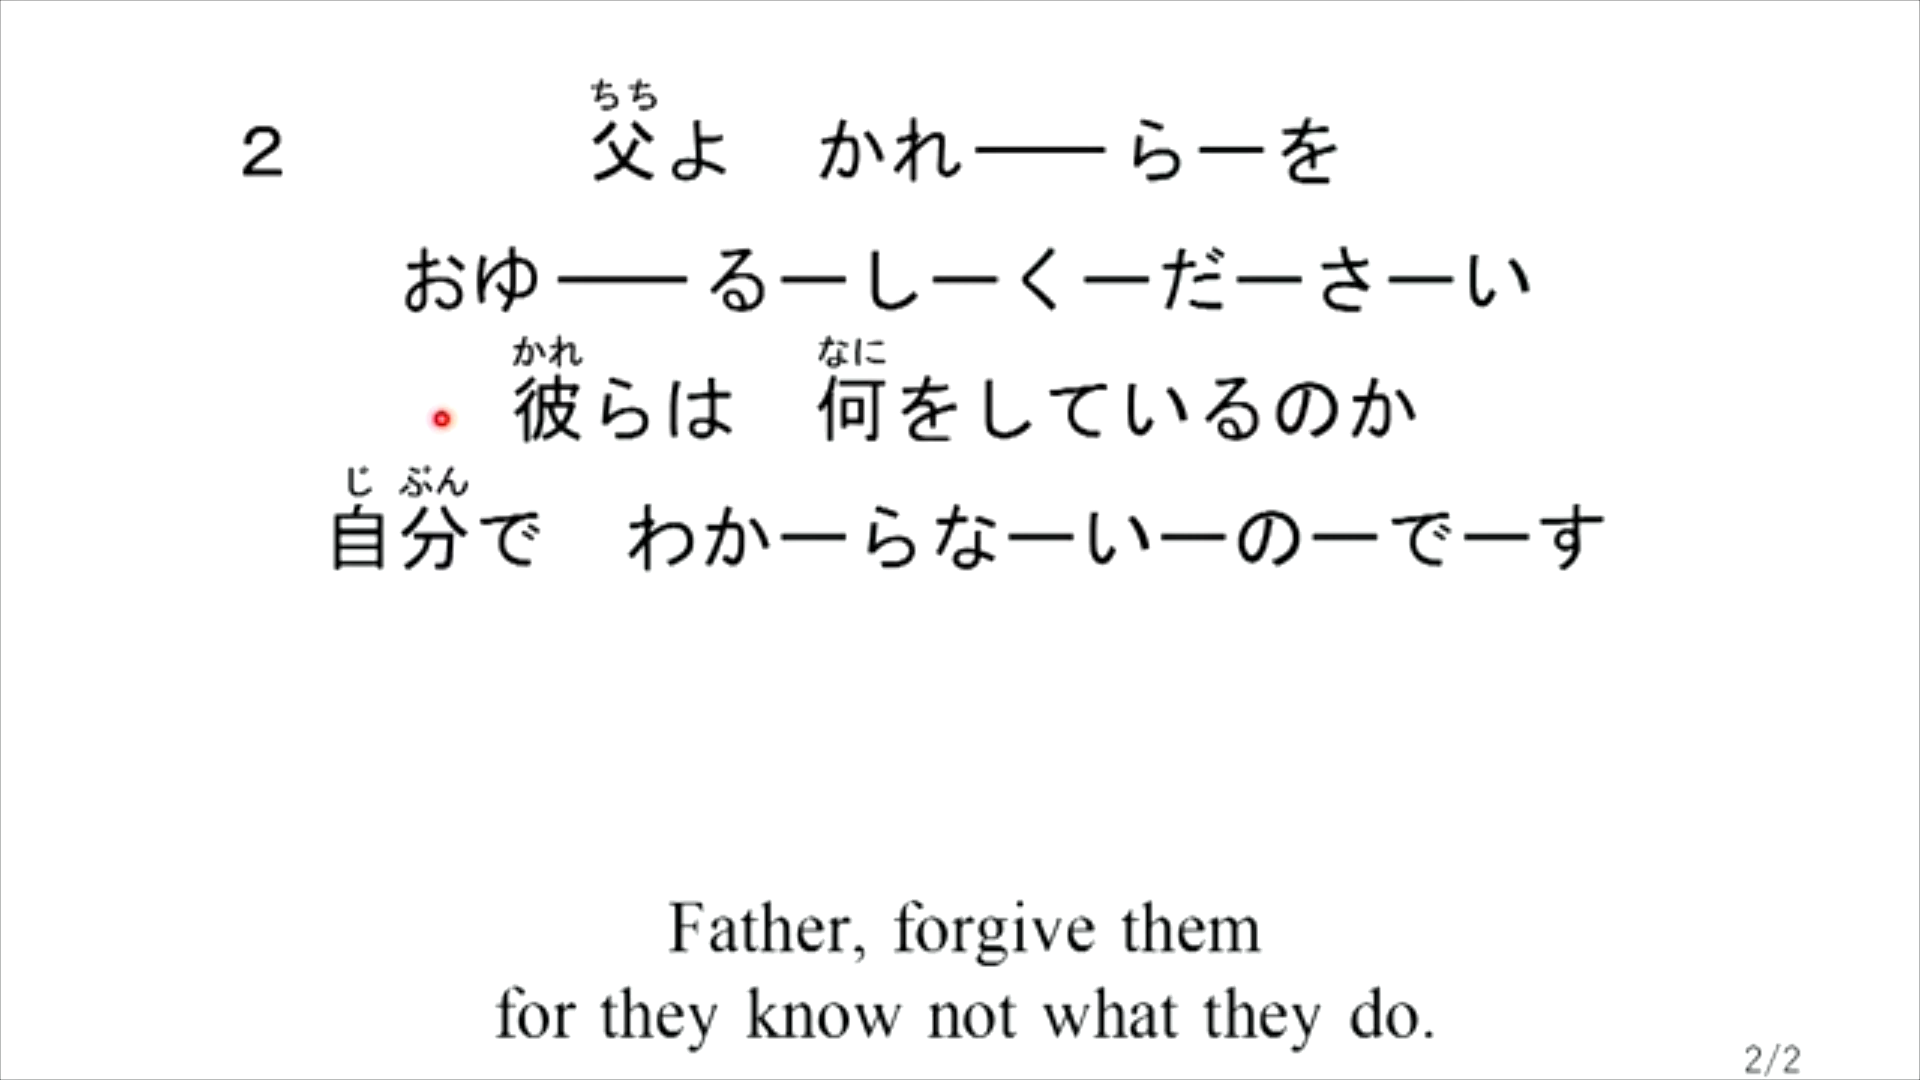 ちち
2 父よ かれ――ら―を
おゆ――る―し―く―だ―さ―い
かれ なに
彼らは 何をしているのか
じ ぶん
自分で わか―らな―い―の―で―す
Father, forgive them
for they know not what they do.
2/2